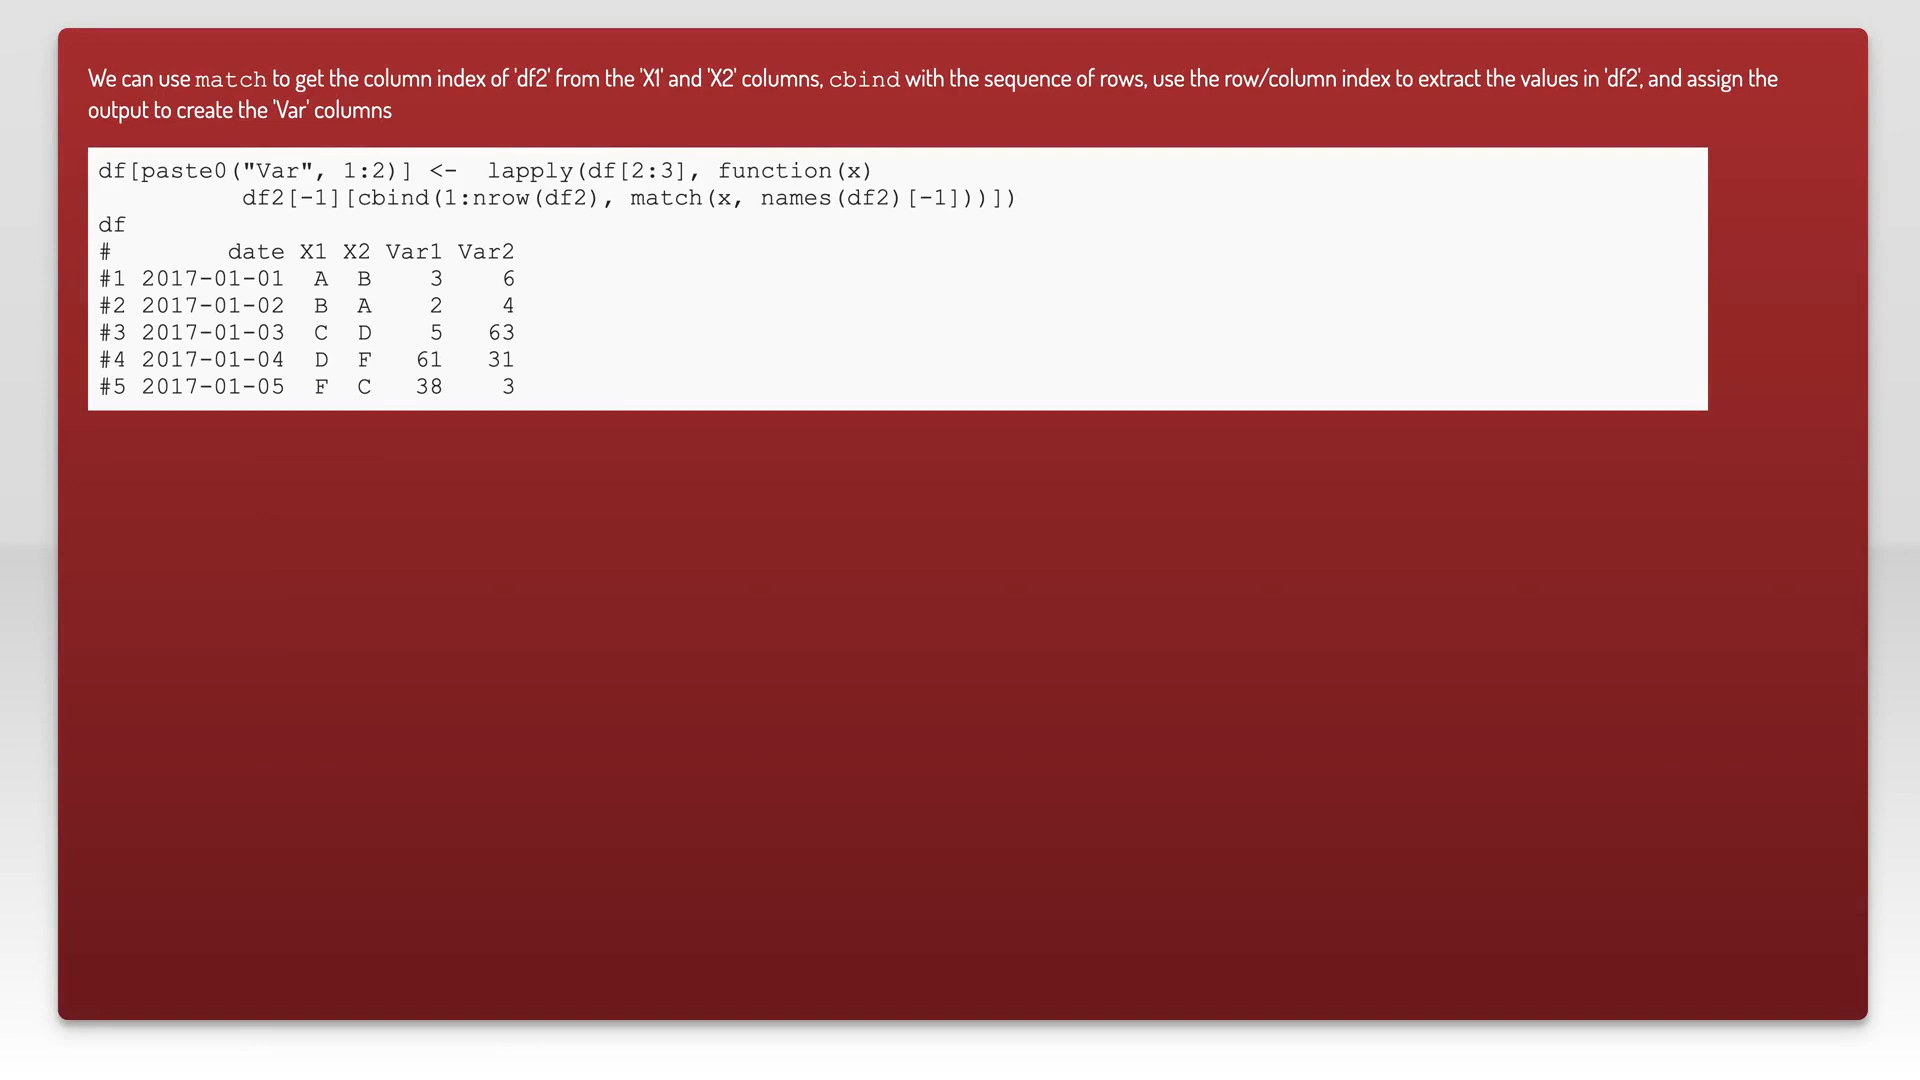 We can use match to get the column index of 'df2' from the 'X1' and 'X2' columns, cbind with the sequence of rows, use the row/column index to extract the values in 'df2', and assign the
output to create the 'Var' columns
df[paste0("Var", 1:2)] <-  lapply(df[2:3], function(x)
          df2[-1][cbind(1:nrow(df2), match(x, names(df2)[-1]))])
df
#        date X1 X2 Var1 Var2
#1 2017-01-01  A  B    3    6
#2 2017-01-02  B  A    2    4
#3 2017-01-03  C  D    5   63
#4 2017-01-04  D  F   61   31
#5 2017-01-05  F  C   38    3